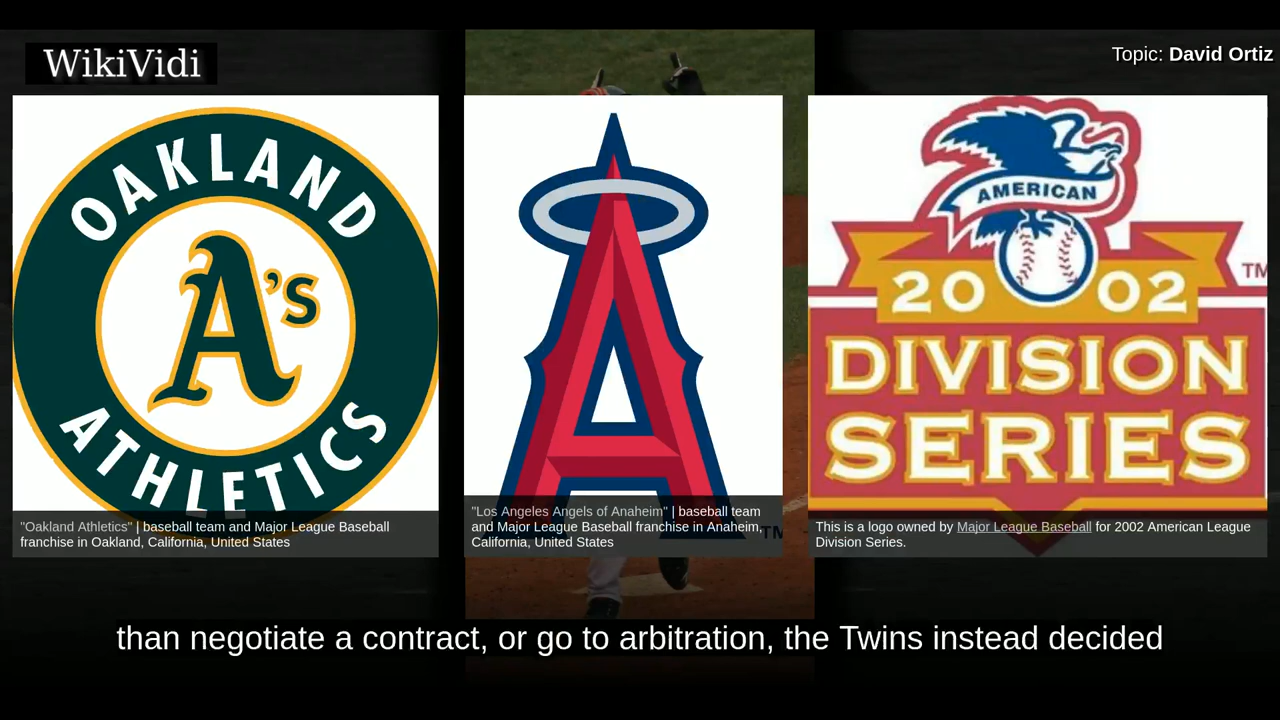 WikiVidi
Topic: David Ortiz
OAKLAND
A's
ATHLETICS
"Oakland Athletics" | baseball team and Major League Baseball
franchise in Oakland, California, United States
A
TM
"Los Angeles Angels of Anaheim" | baseball team
and Major League Baseball franchise in Anaheim,
California, United States
AMERICAN
2002
TM
DIVISION
SERIES
This is a logo owned by Major League Baseball for 2002 American League
Division Series.
than negotiate a contract, or go to arbitration, the Twins instead decided